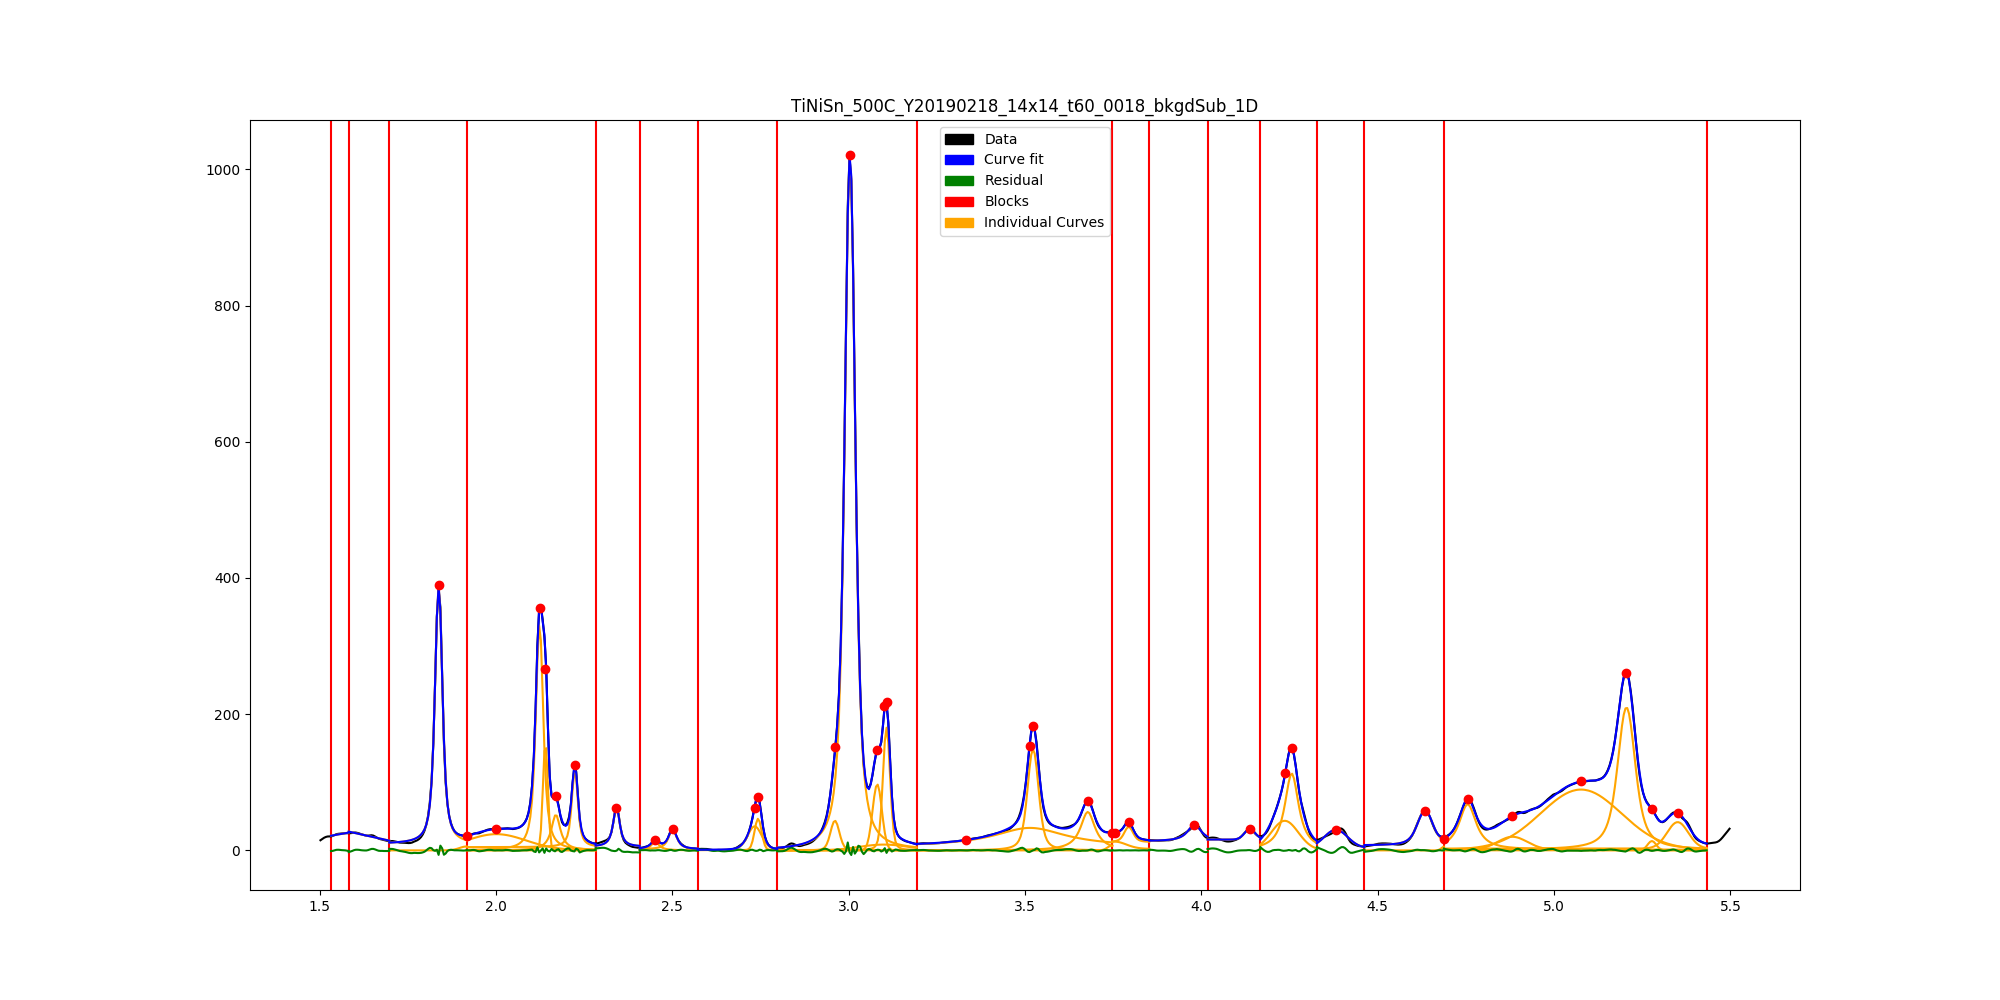 TiNiSn_500C_Y20190218_14x14_t60_0018_bkgdSub_1D
Data
Curve fit
Residual
Blocks
Individual Curves
1000
800
600
400
200
0
1.5 2.0 2.5 3.0 3.5 4.0 4.5 5.0 5.5